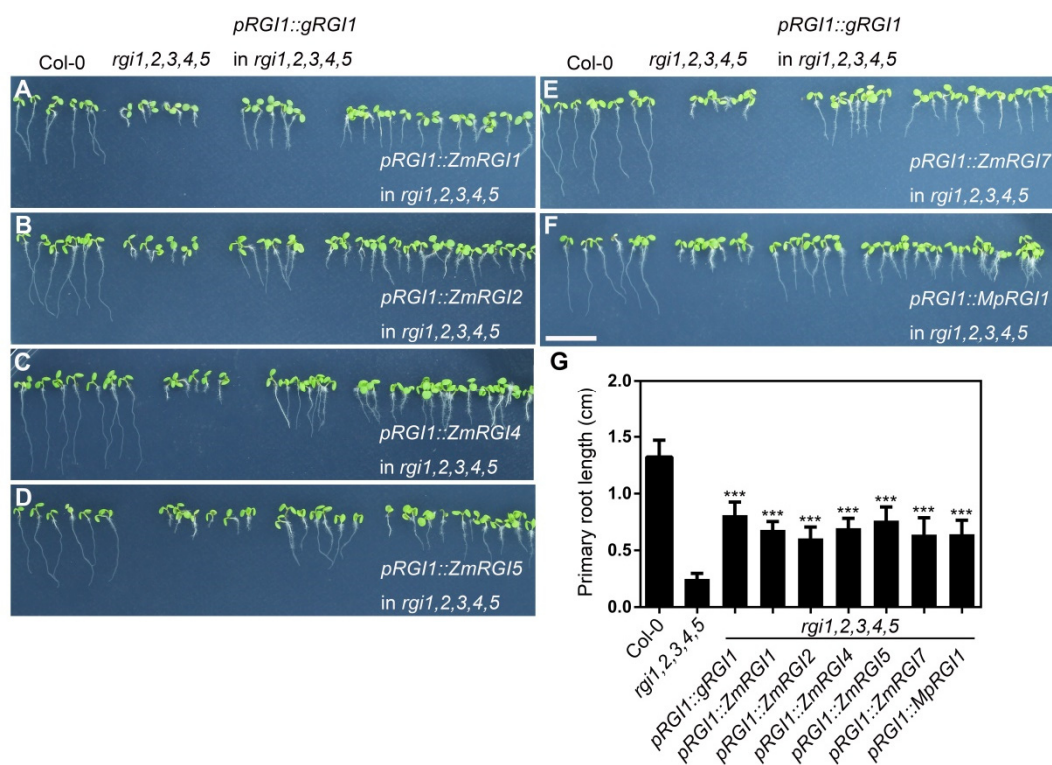 pRGI1::gRGI1
Col-0 rgi1,2,3,4,5 in rgi1,2,3,4,5
A
pRGI1::ZmRGI1
in rgi1,2,3,4,5
B
pRGI1::ZmRGI2
in rgi1,2,3,4,5
C
pRGI1::ZmRGI4
in rgi1,2,3,4,5
D
pRGI1::ZmRGI5
in rgi1,2,3,4,5
pRGI1::gRGI1
Col-0 rgi1,2,3,4,5 in rgi1,2,3,4,5
E
pRGI1::ZmRGI7
in rgi1,2,3,4,5
F
pRGI1::MpRGI1
in rgi1,2,3,4,5
G
Primary root length (cm)
2.0
1.5
1.0
0.5
0.0
*** *** *** *** *** *** ***
Col-0
rgi1,2,3,4,5
rgi1,2,3,4,5
pRGI1::gRGI1
pRGI1::ZmRGI1
pRGI1::ZmRGI2
pRGI1::ZmRGI4
pRGI1::ZmRGI5
pRGI1::ZmRGI7
pRGI1::MpRGI1